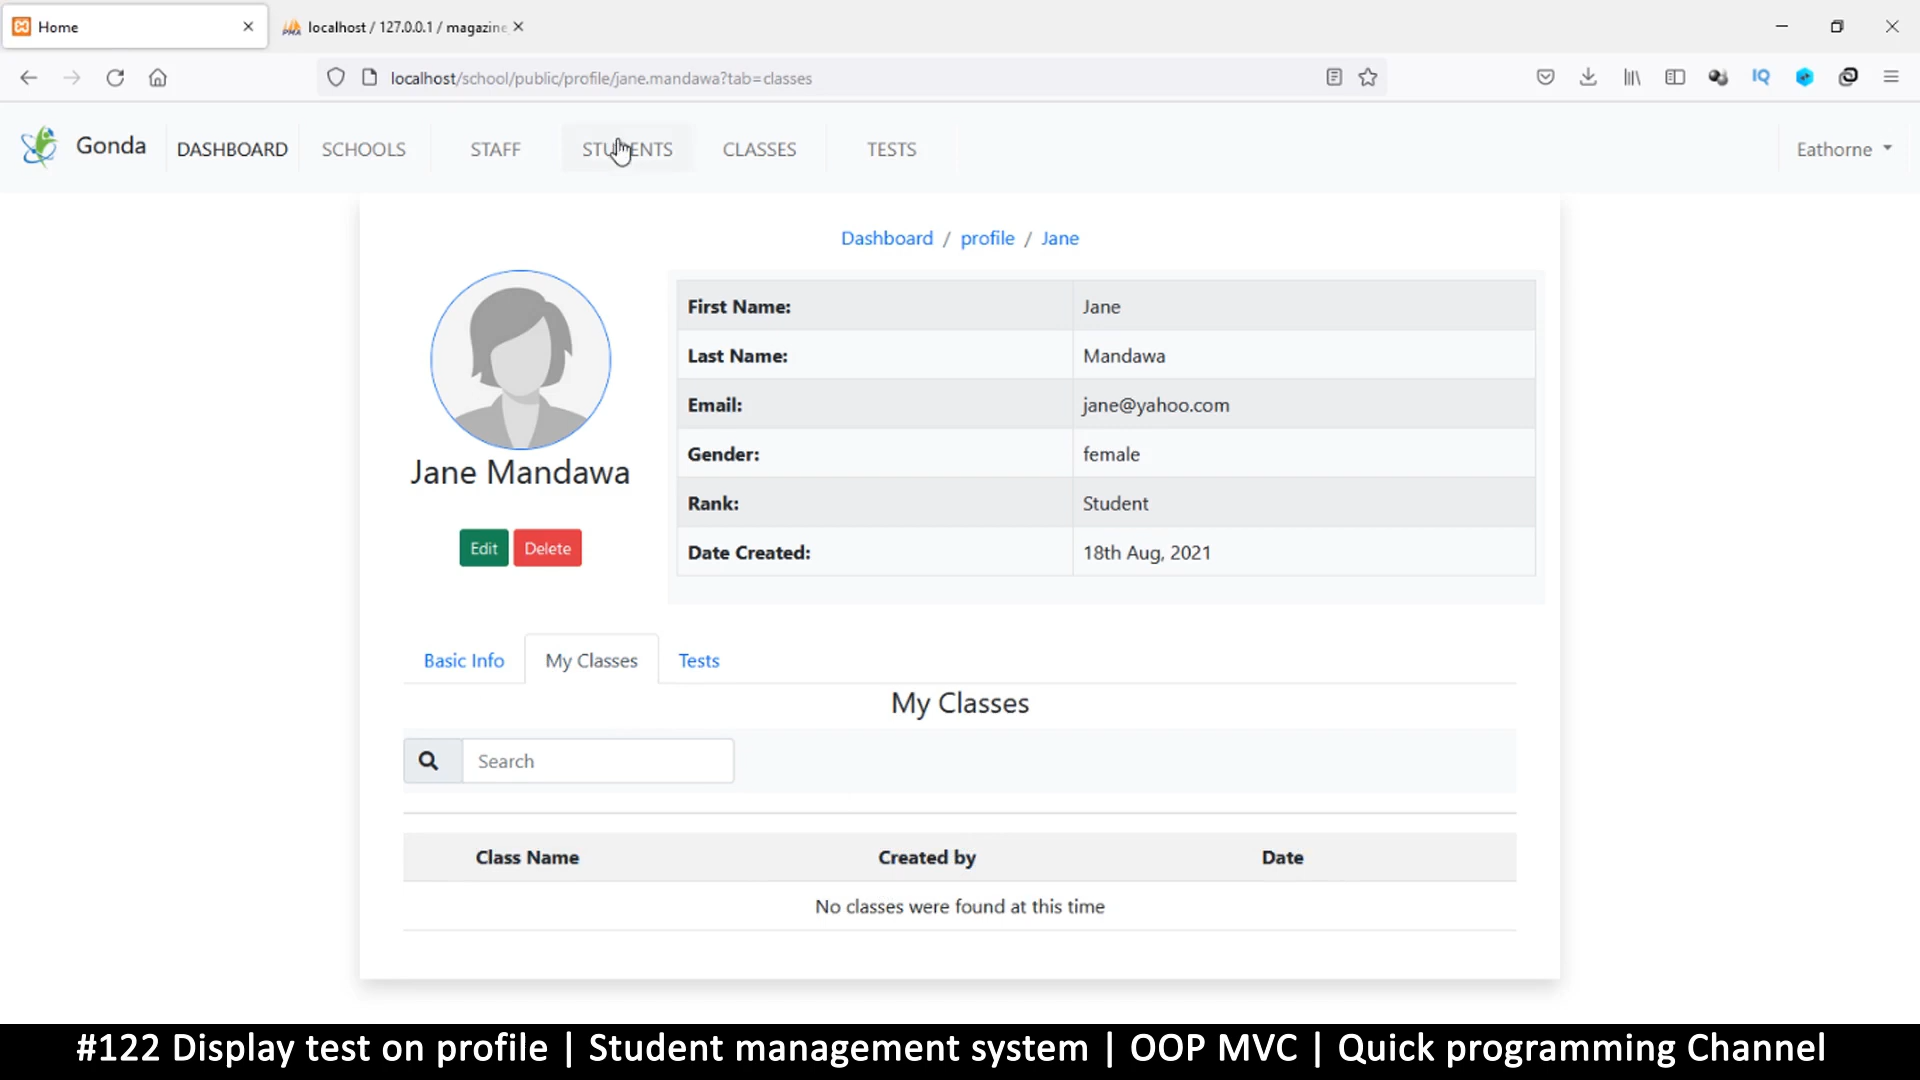 Home
localhost / 127.0.0.1 / magazine
localhost/school/public/profile/jane.mandawa?tab=classes
IQ
Gonda DASHBOARD SCHOOLS STAFF STUDENTS CLASSES TESTS Eathorne
Dashboard / profile / Jane
First Name: Jane
Last Name: Mandawa
Email: jane@yahoo.com
Gender: female
Rank: Student
Date Created: 18th Aug, 2021
Jane Mandawa
Edit Delete
Basic Info My Classes Tests
My Classes
Search
Class Name Created by Date
No classes were found at this time
#122 Display test on profile | Student management system | OOP MVC | Quick programming Channel